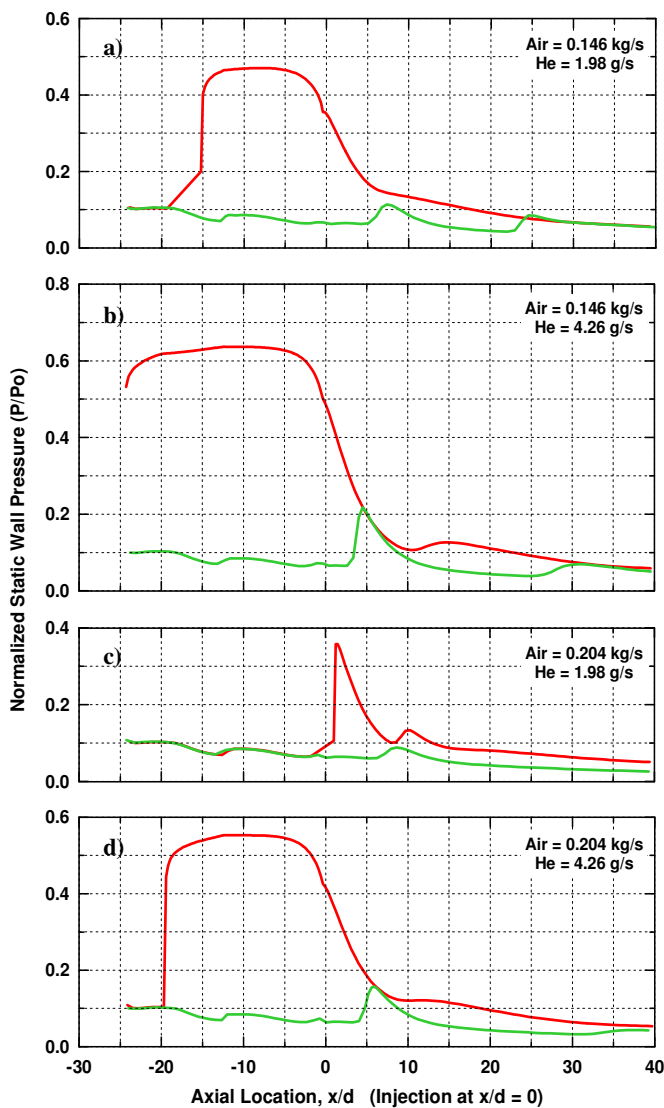 a)
Air = 0.146 kg/s
He = 1.98 g/s
0.6
0.4
0.2
0.0
b)
Air = 0.146 kg/s
He = 4.26 g/s
0.8
0.6
0.4
0.2
0.0
Normalized Static Wall Pressure (P/Po)
c)
Air = 0.204 kg/s
He = 1.98 g/s
0.4
0.2
0.0
d)
Air = 0.204 kg/s
He = 4.26 g/s
0.6
0.4
0.2
0.0
-30 -20 -10 0 10 20 30 40
Axial Location, x/d (Injection at x/d = 0)